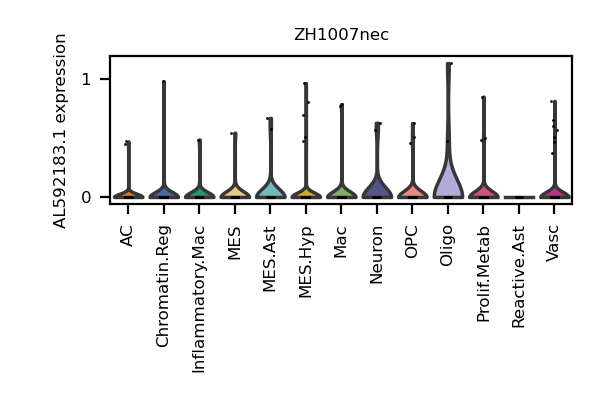 ZH1007nec
AL592183.1 expression
1
0
AC
Chromatin.Reg
Inflammatory.Mac
MES
MES.Ast
MES.Hyp
Mac
Neuron
OPC
Oligo
Prolif.Metab
Reactive.Ast
Vasc